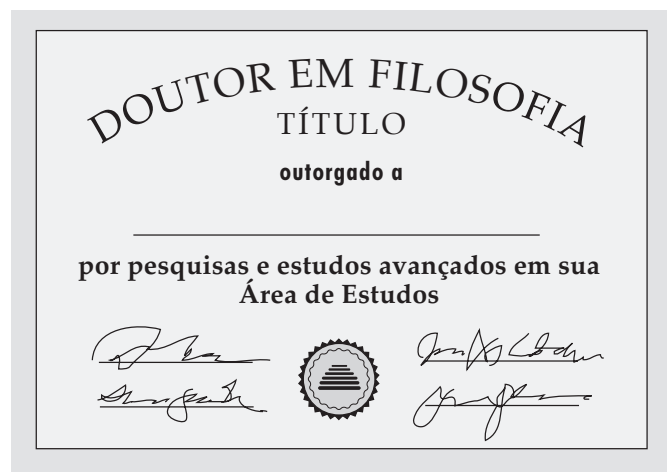 DOUTOR EM FILOSOFIA
TÍTULO
outorgado a
por pesquisas e estudos avançados em sua
Área de Estudos